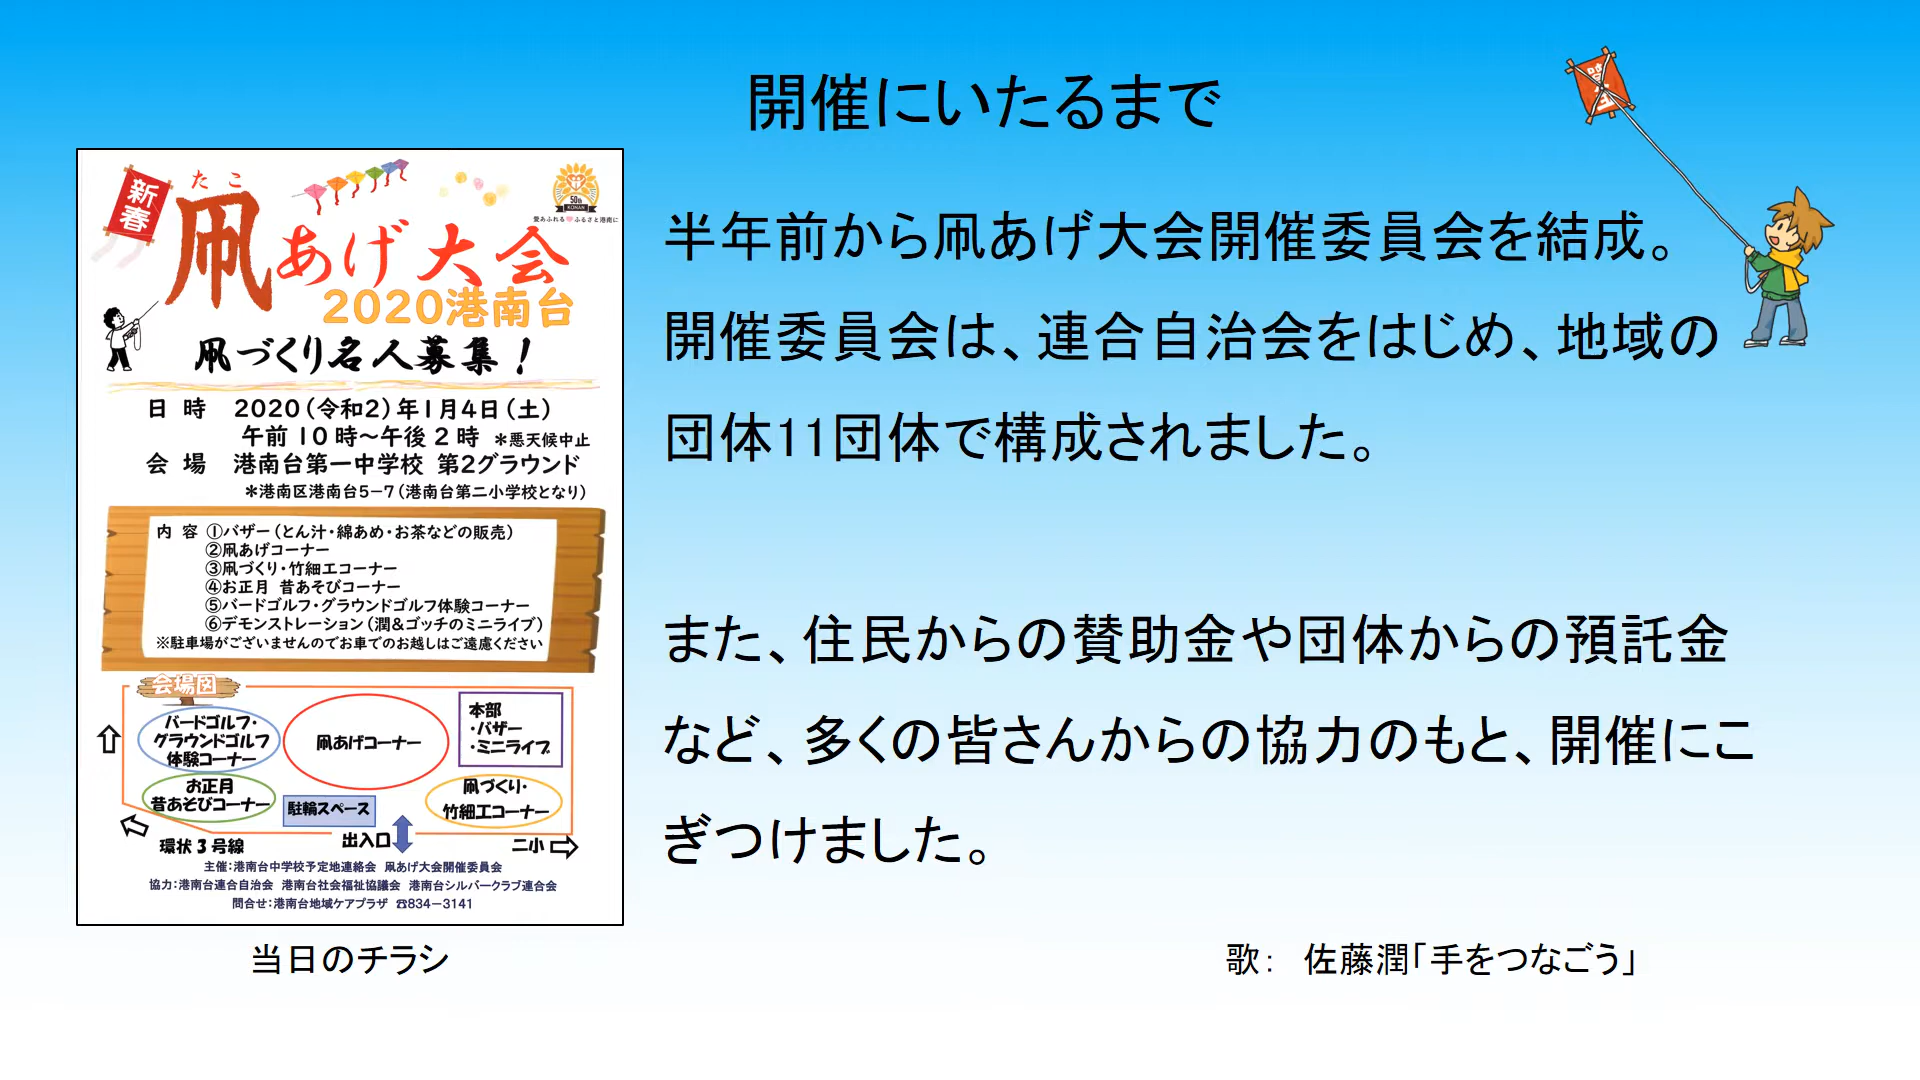 開催にいたるまで
新春
たこ
凧あげ大会
2020港南台
50th
KONAN
愛あふれる ふるさと港南に
凧づくり名人募集！
日 時 2020（令和2）年1月4日（土）
午前 10時～午後 2 時 ＊悪天候中止
会 場 港南台第一中学校 第2グラウンド
＊港南区港南台5－7（港南台第二小学校となり）
内 容 ①バザー（とん汁・綿あめ・お茶などの販売）
②凧あげコーナー
③凧づくり・竹細工コーナー
④お正月 昔あそびコーナー
⑤バードゴルフ・グラウンドゴルフ体験コーナー
⑥デモンストレーション（潤＆ゴッチのミニライブ）
※駐車場がございませんのでお車でのお越しはご遠慮ください
会場図
バードゴルフ・
グラウンドゴルフ
体験コーナー
凧あげコーナー
本部
・バザー
・ミニライブ
お正月
昔あそびコーナー
駐輪スペース
凧づくり・
竹細工コーナー
環状 3 号線
出入口
二小
主催：港南台中学校予定地連絡会 凧あげ大会開催委員会
協力：港南台連合自治会 港南台社会福祉協議会 港南台シルバークラブ連合会
問合せ：港南台地域ケアプラザ ☎834－3141
当日のチラシ
半年前から凧あげ大会開催委員会を結成。
開催委員会は、連合自治会をはじめ、地域の
団体11団体で構成されました。
また、住民からの賛助金や団体からの預託金
など、多くの皆さんからの協力のもと、開催にこ
ぎつけました。
歌： 佐藤潤「手をつなごう」